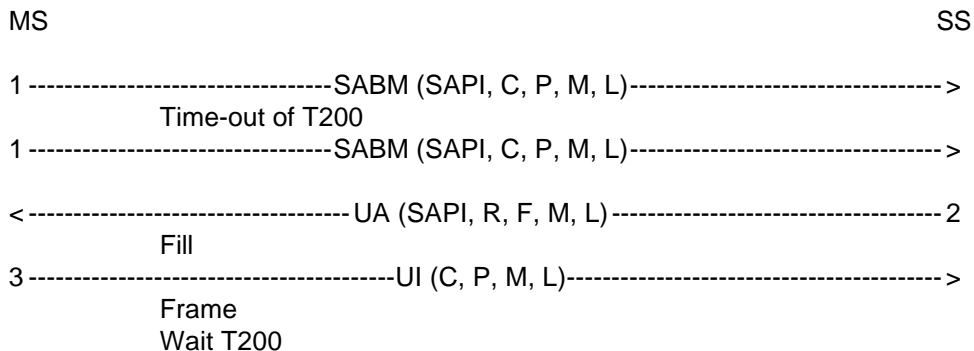 MS SS
1 ----------------------------------SABM (SAPI, C, P, M, L)----------------------------------- >
Time-out of T200
1 ----------------------------------SABM (SAPI, C, P, M, L)----------------------------------- >
< ------------------------------------ UA (SAPI, R, F, M, L) ------------------------------------- 2
Fill
3 -----------------------------------------UI (C, P, M, L)------------------------------------------ >
Frame
Wait T200